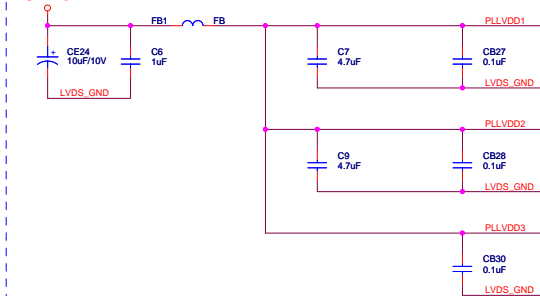 FB1 FB PLLVDD1
CE24
10uF/10V
C6
1uF
C7
4.7uF
CB27
0.1uF
LVDS_GND LVDS_GND
PLLVDD2
C9
4.7uF
CB28
0.1uF
LVDS_GND
PLLVDD3
CB30
0.1uF
LVDS_GND